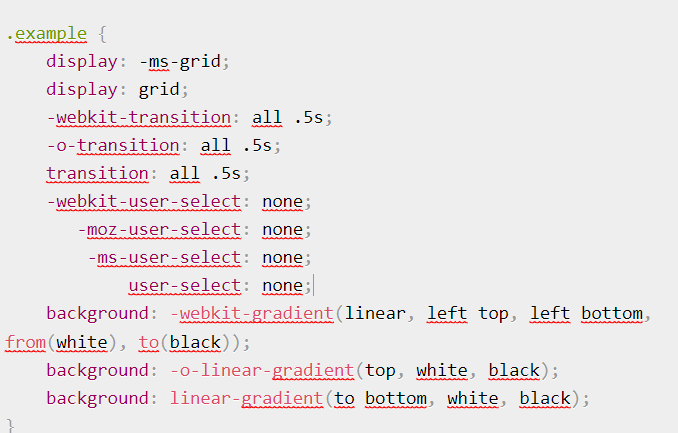 .example {
    display: -ms-grid;
    display: grid;
    -webkit-transition: all .5s;
    -o-transition: all .5s;
    transition: all .5s;
    -webkit-user-select: none;
       -moz-user-select: none;
        -ms-user-select: none;
            user-select: none;
    background: -webkit-gradient(linear, left top, left bottom,
from(white), to(black));
    background: -o-linear-gradient(top, white, black);
    background: linear-gradient(to bottom, white, black);
}